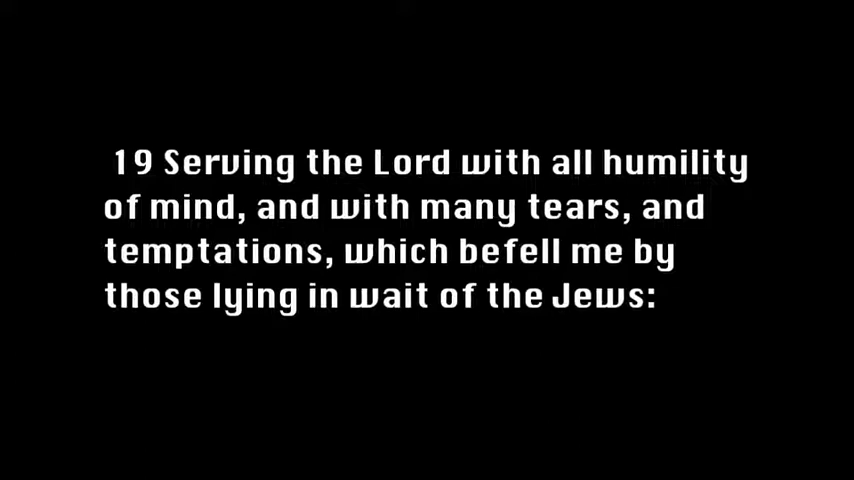 19 Serving the Lord with all humility
of mind, and with many tears, and
temptations, which befell me by
those lying in wait of the Jews: